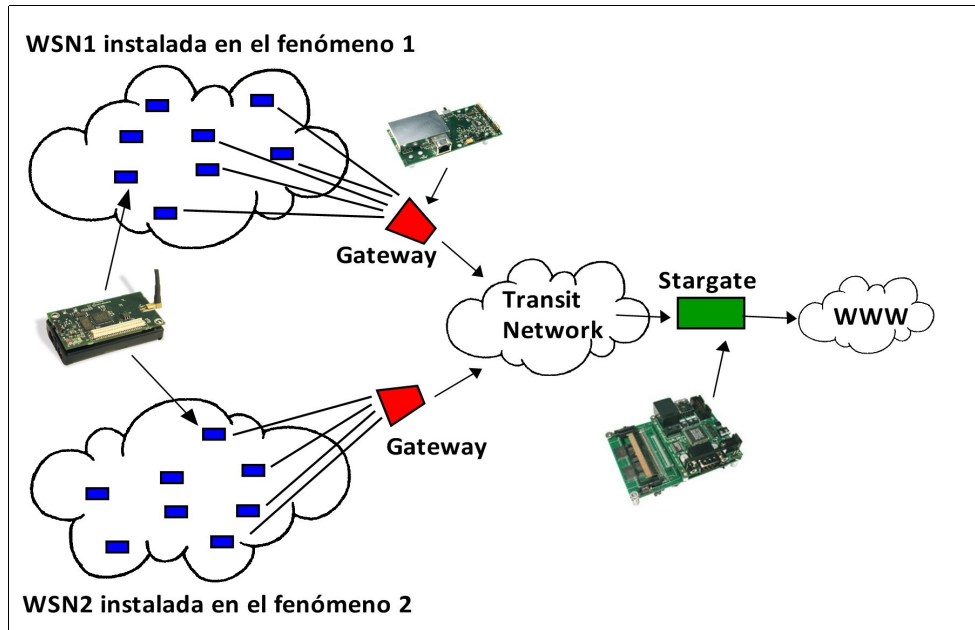 WSN1 instalada en el fenómeno 1
Gateway
Transit
Network
Stargate
WWW
Gateway
WSN2 instalada en el fenómeno 2